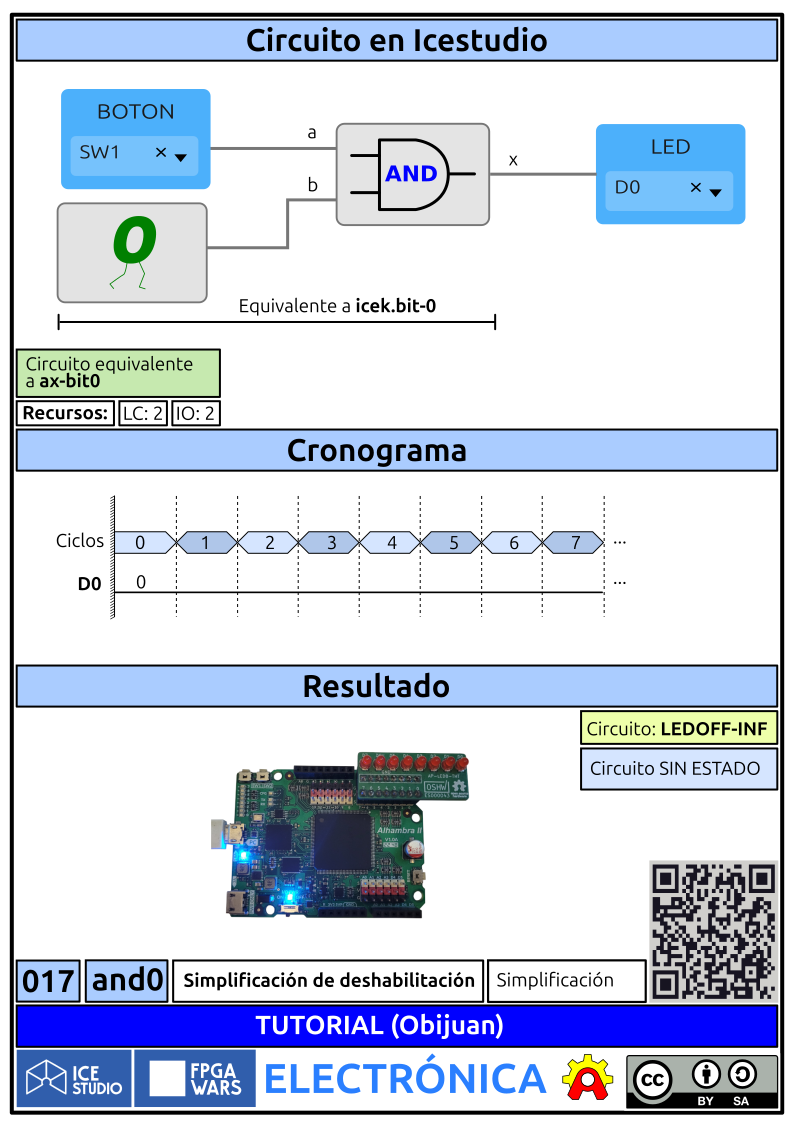 Circuito en Icestudio
BOTON
SW1
a
b
AND
x
LED
D0
0
Equivalente a icek.bit-0
Circuito equivalente
a ax-bit0
Recursos: LC: 2 IO: 2
Cronograma
Ciclos 0 1 2 3 4 5 6 7 ...
D0 0 ...
Resultado
Circuito: LEDOFF-INF
Circuito SIN ESTADO
OSHW
Alhambra II
017 and0 Simplificación de deshabilitación Simplificación
TUTORIAL (Obijuan)
ICE
STUDIO
FPGA
WARS
ELECTRÓNICA
CC
BY SA